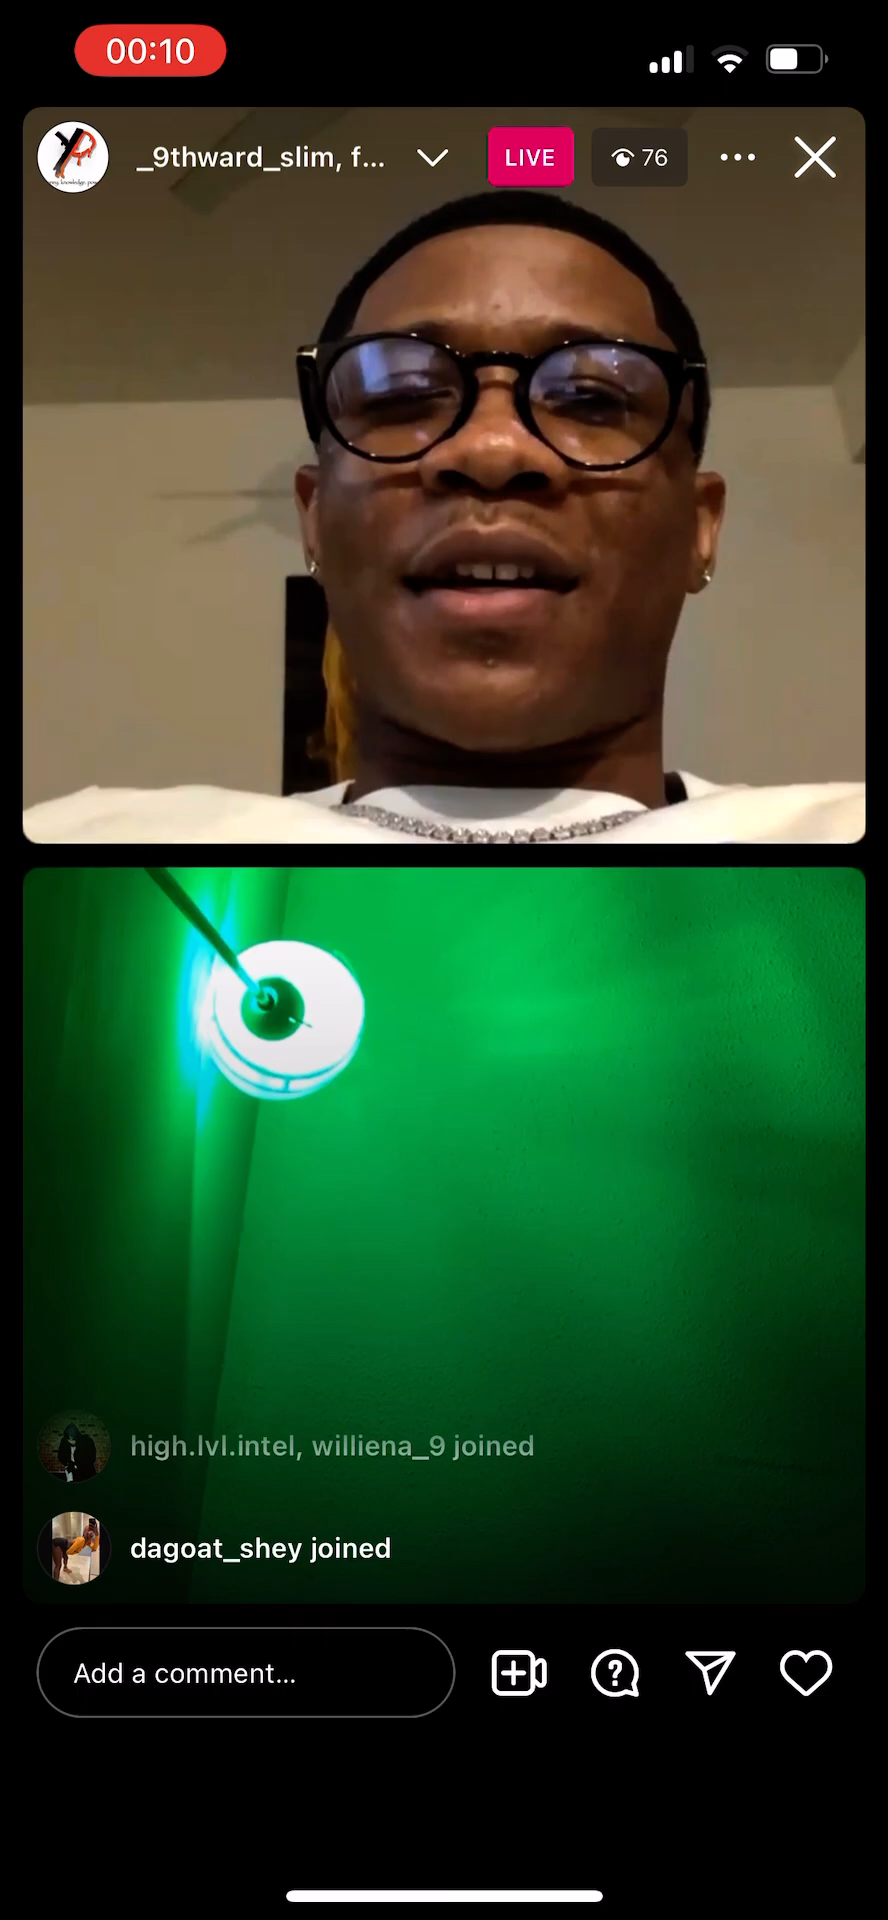 00:10
_9thward_slim, f...
LIVE
76
high.lvl.intel, williena_9 joined
dagoat_shey joined
Add a comment...